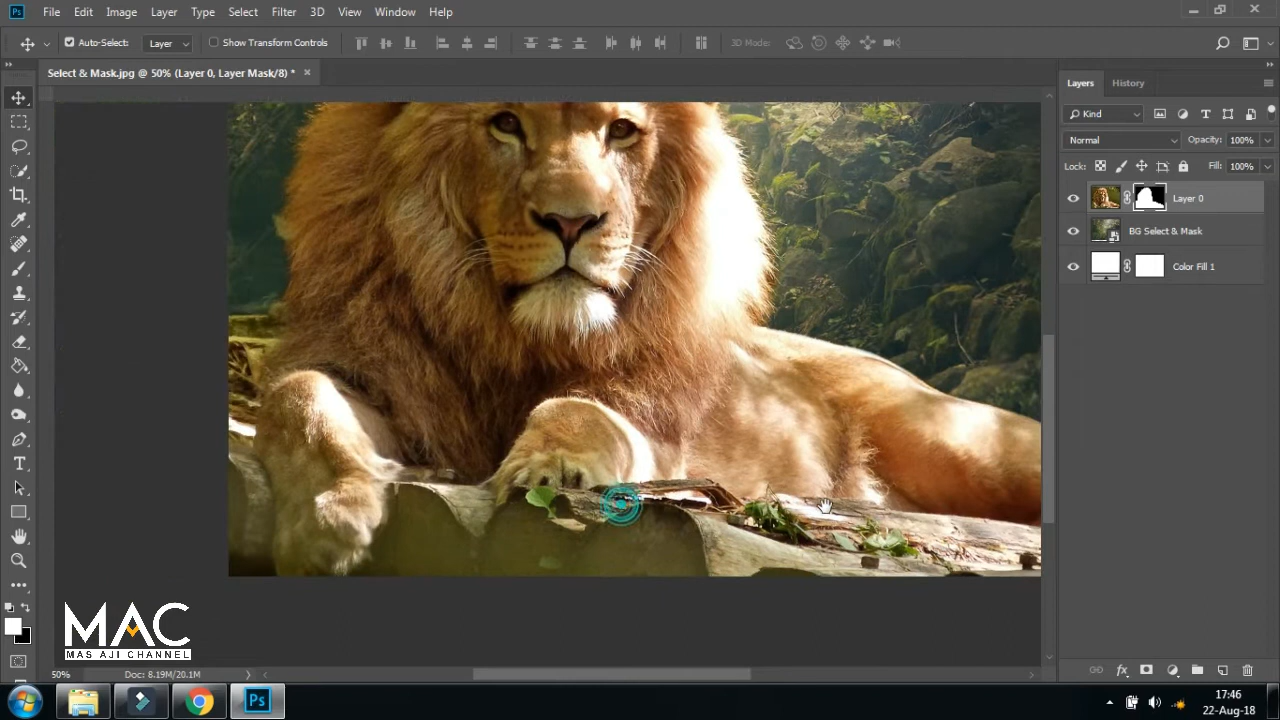 Ps File Edit Image Layer Type Select Filter 3D View Window Help
Auto-Select: Layer Show Transform Controls 3D Mode:
Select & Mask.jpg @ 50% (Layer 0, Layer Mask/8) * ×
Layers History
Kind
Normal Opacity: 100%
Lock: Fill: 100%
Layer 0
BG Select & Mask
Color Fill 1
MAC
MAS AJI CHANNEL
50% Doc: 8.19M/20.1M
fx
Ps
17:46
22-Aug-18